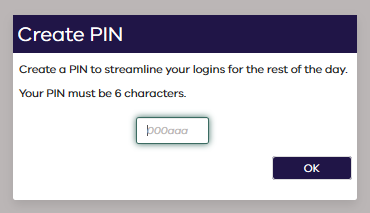 Create PIN
Create a PIN to streamline your logins for the rest of the day.
Your PIN must be 6 characters.
000aaa
OK